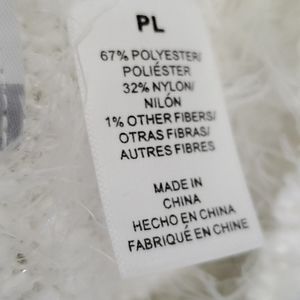 PL
67% POLYESTER/
POLIÉSTER
32% NYLON/
NILÓN
1% OTHER FIBERS/
OTRAS FIBRAS/
AUTRES FIBRES
MADE IN
CHINA
HECHO EN CHINA
FABRIQUÉ EN CHINE